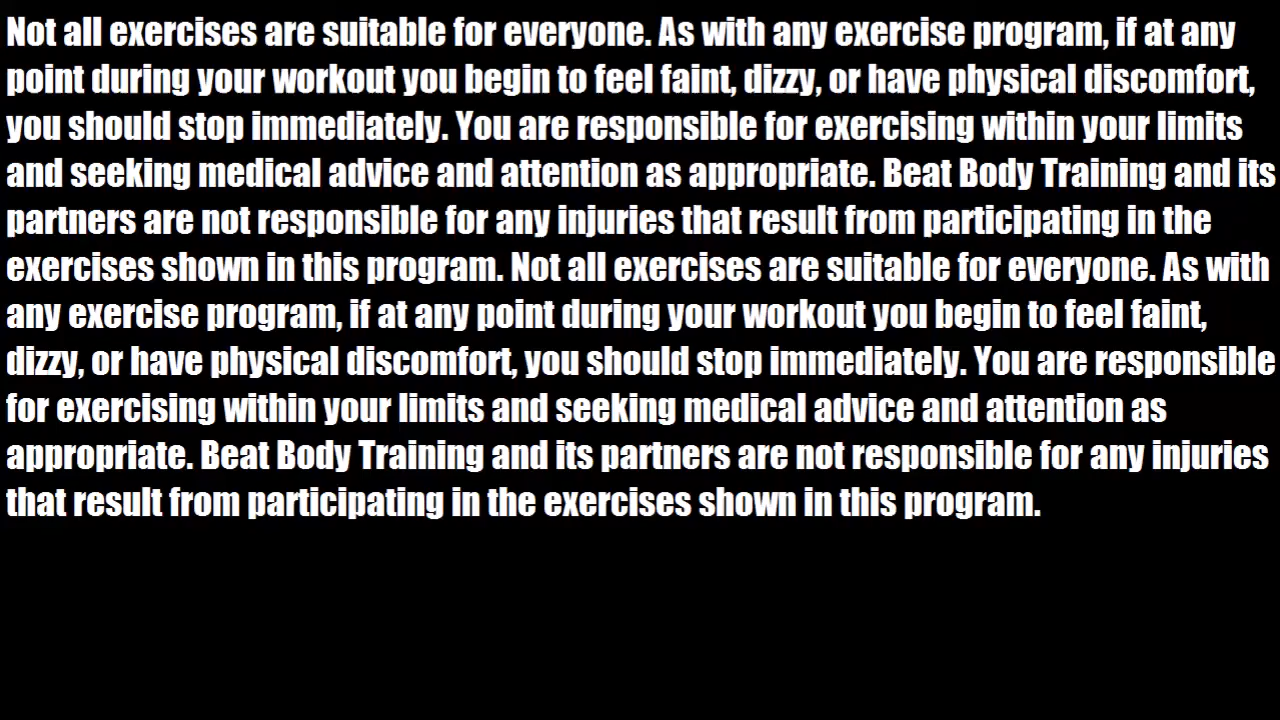 Not all exercises are suitable for everyone. As with any exercise program, if at any
point during your workout you begin to feel faint, dizzy, or have physical discomfort,
you should stop immediately. You are responsible for exercising within your limits
and seeking medical advice and attention as appropriate. Beat Body Training and its
partners are not responsible for any injuries that result from participating in the
exercises shown in this program. Not all exercises are suitable for everyone. As with
any exercise program, if at any point during your workout you begin to feel faint,
dizzy, or have physical discomfort, you should stop immediately. You are responsible
for exercising within your limits and seeking medical advice and attention as
appropriate. Beat Body Training and its partners are not responsible for any injuries
that result from participating in the exercises shown in this program.